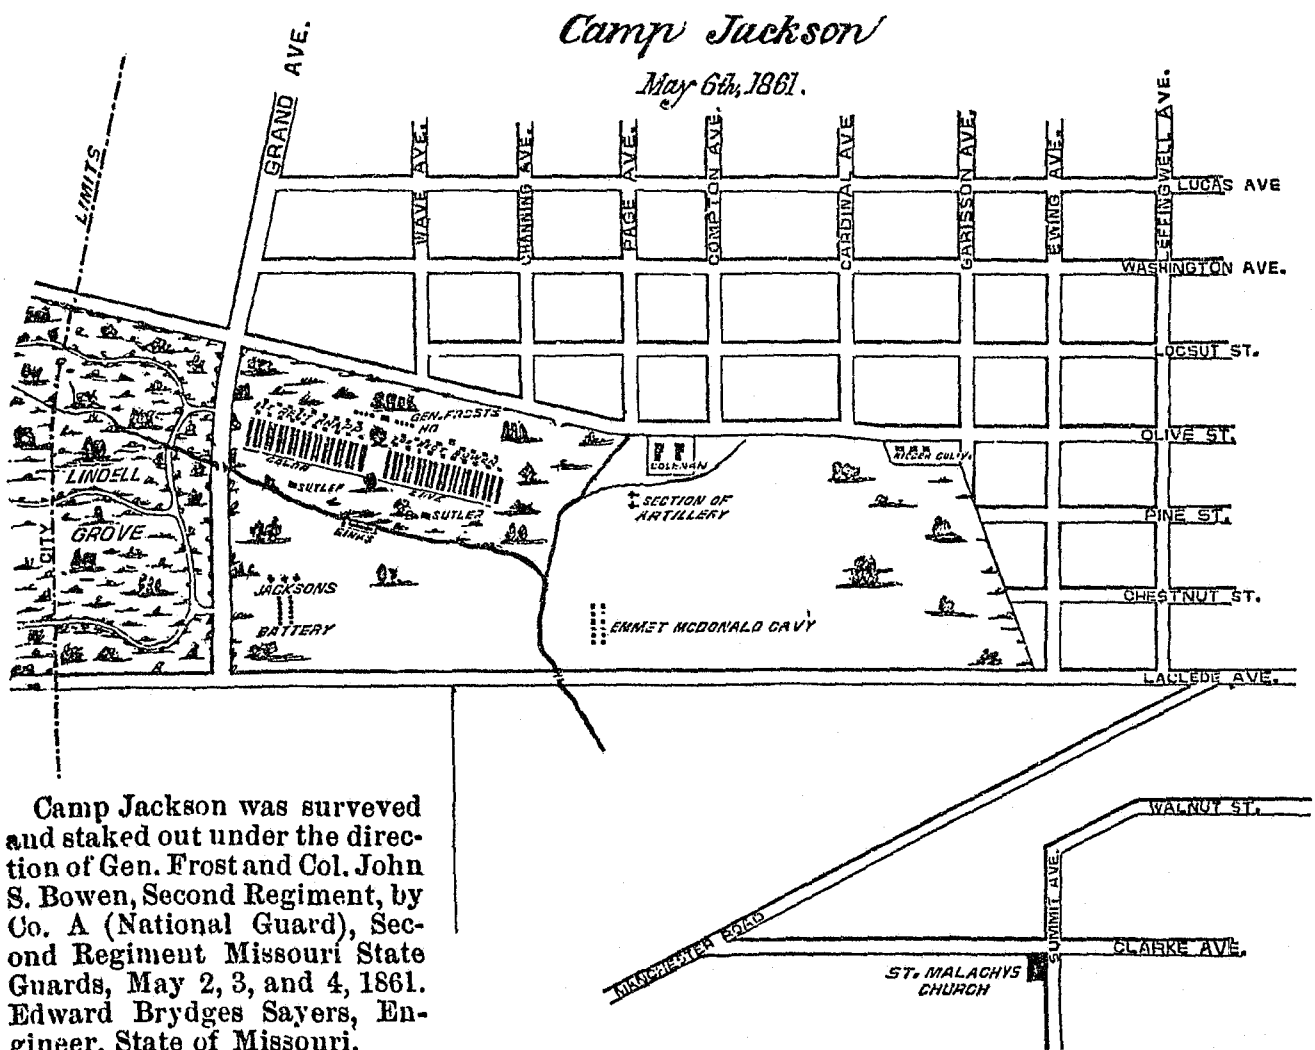 Camp Jackson
May 6th, 1861.
GRAND AVE.
LIMITS
WAVE AVE.
CHANNING AVE.
PAGE AVE.
COMPTON AVE.
CARDINAL AVE
GARISSON AVE.
EWING AVE.
EFFINGWELL AVE.
LUCAS AVE
WASHINGTON AVE.
LOCSUT ST.
OLIVE ST.
PINE ST.
CHESTNUT ST.
LACLEDE AVE.
GEN. FROSTS
HQ
SUTLER
SUTLER
COLEMAN
SECTION OF
ARTILLERY
LINDELL
GROVE
CITY
JACKSONS
BATTERY
EMMET MCDONALD CAVY
WALNUT ST.
SUMMIT AVE.
MANCHESTER ROAD
CLARKE AVE.
ST. MALACHYS
CHURCH
Camp Jackson was surveved
and staked out under the direc-
tion of Gen. Frost and Col. John
S. Bowen, Second Regiment, by
Co. A (National Guard), Sec-
ond Regiment Missouri State
Guards, May 2, 3, and 4, 1861.
Edward Brydges Sayers, En-
gineer, State of Missouri.